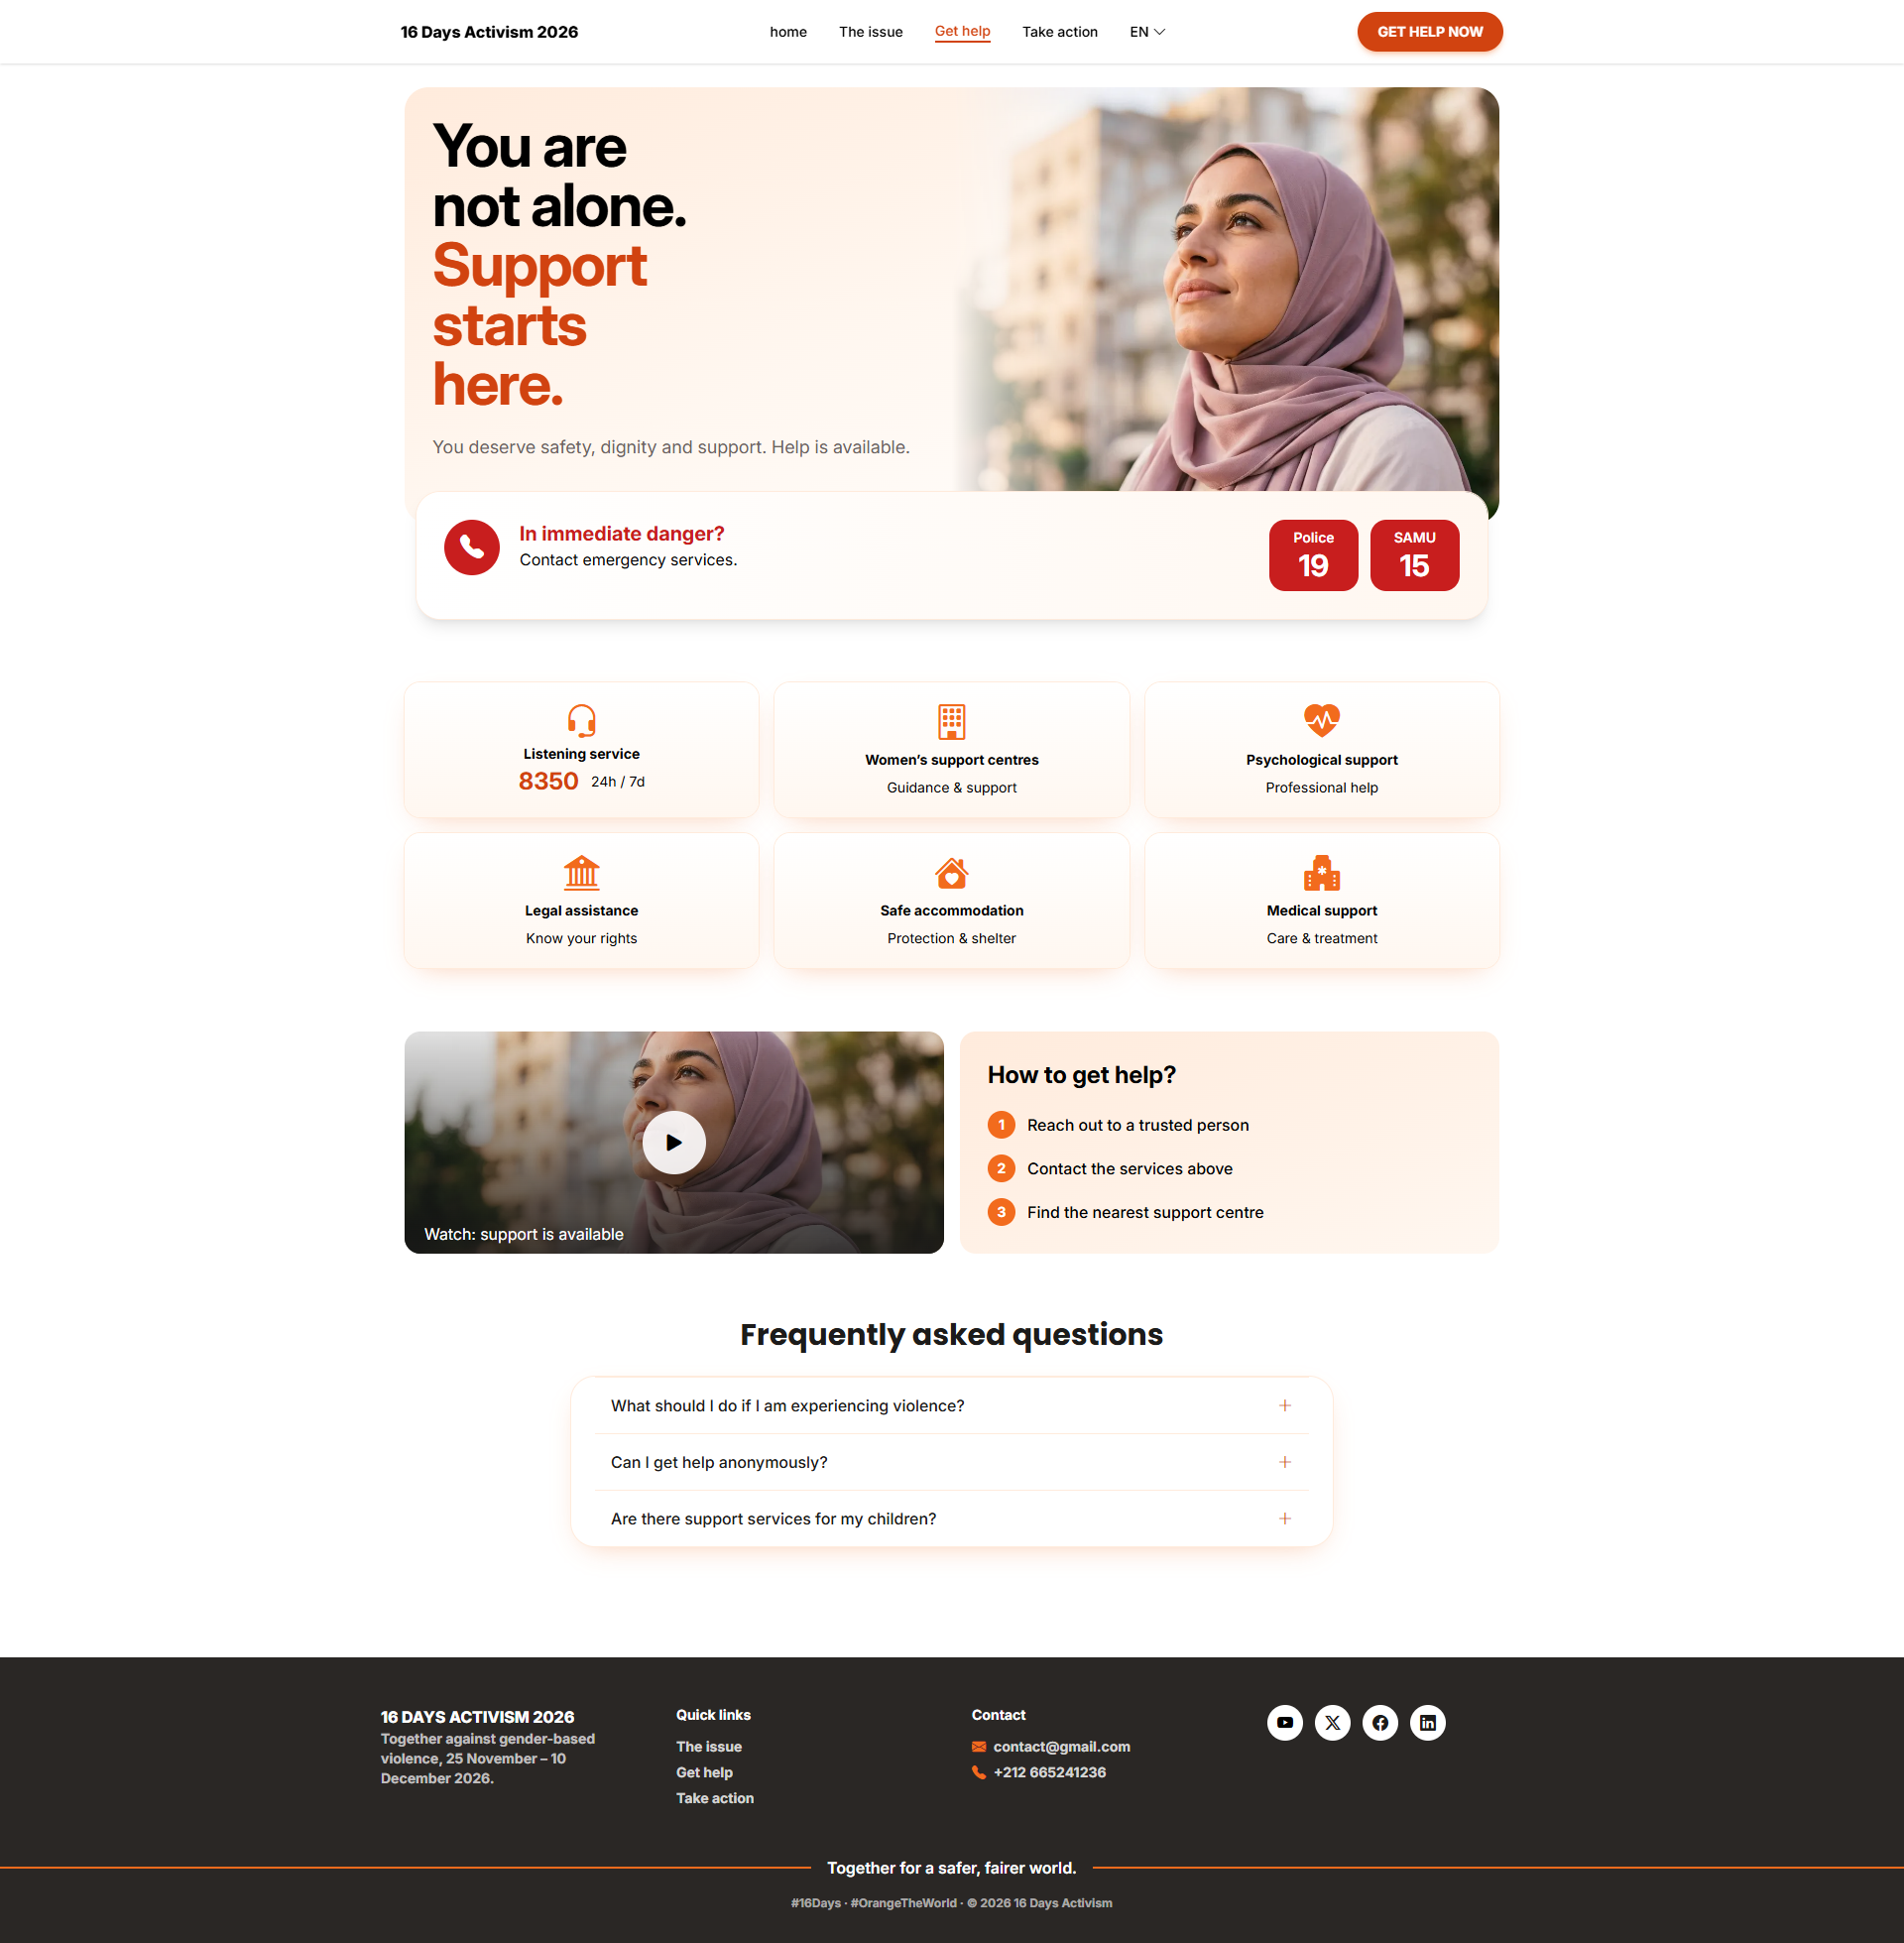 16 Days Activism 2026
home
The issue
Get help
Take action
EN
GET HELP NOW
You are
not alone.
Support
starts
here.
You deserve safety, dignity and support. Help is available.
In immediate danger?
Contact emergency services.
Police
19
SAMU
15
Listening service
8350 24h / 7d
Women’s support centres
Guidance & support
Psychological support
Professional help
Legal assistance
Know your rights
Safe accommodation
Protection & shelter
Medical support
Care & treatment
Watch: support is available
How to get help?
1 Reach out to a trusted person
2 Contact the services above
3 Find the nearest support centre
Frequently asked questions
What should I do if I am experiencing violence?
Can I get help anonymously?
Are there support services for my children?
16 DAYS ACTIVISM 2026
Together against gender-based
violence, 25 November – 10
December 2026.
Quick links
The issue
Get help
Take action
Contact
contact@gmail.com
+212 665241236
Together for a safer, fairer world.
#16Days · #OrangeTheWorld · © 2026 16 Days Activism